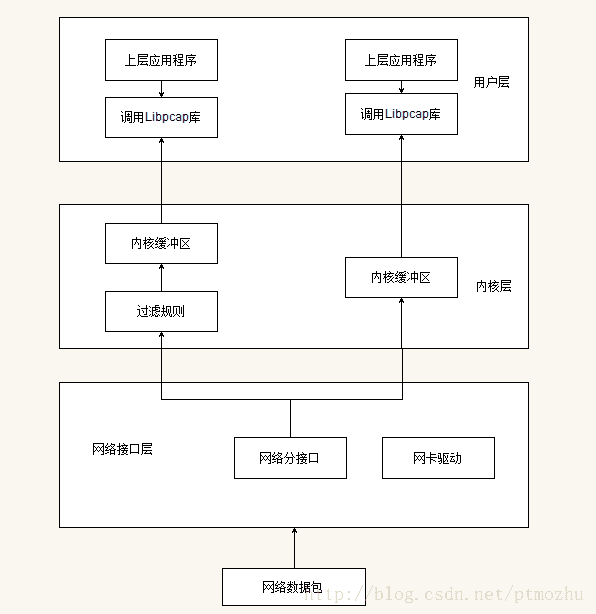 上层应用程序
上层应用程序
用户层
调用Libpcap库
调用Libpcap库
内核缓冲区
内核缓冲区
内核层
过滤规则
网络接口层
网络分接口
网卡驱动
网络数据包
http://blog.csdn.net/ptmozhu